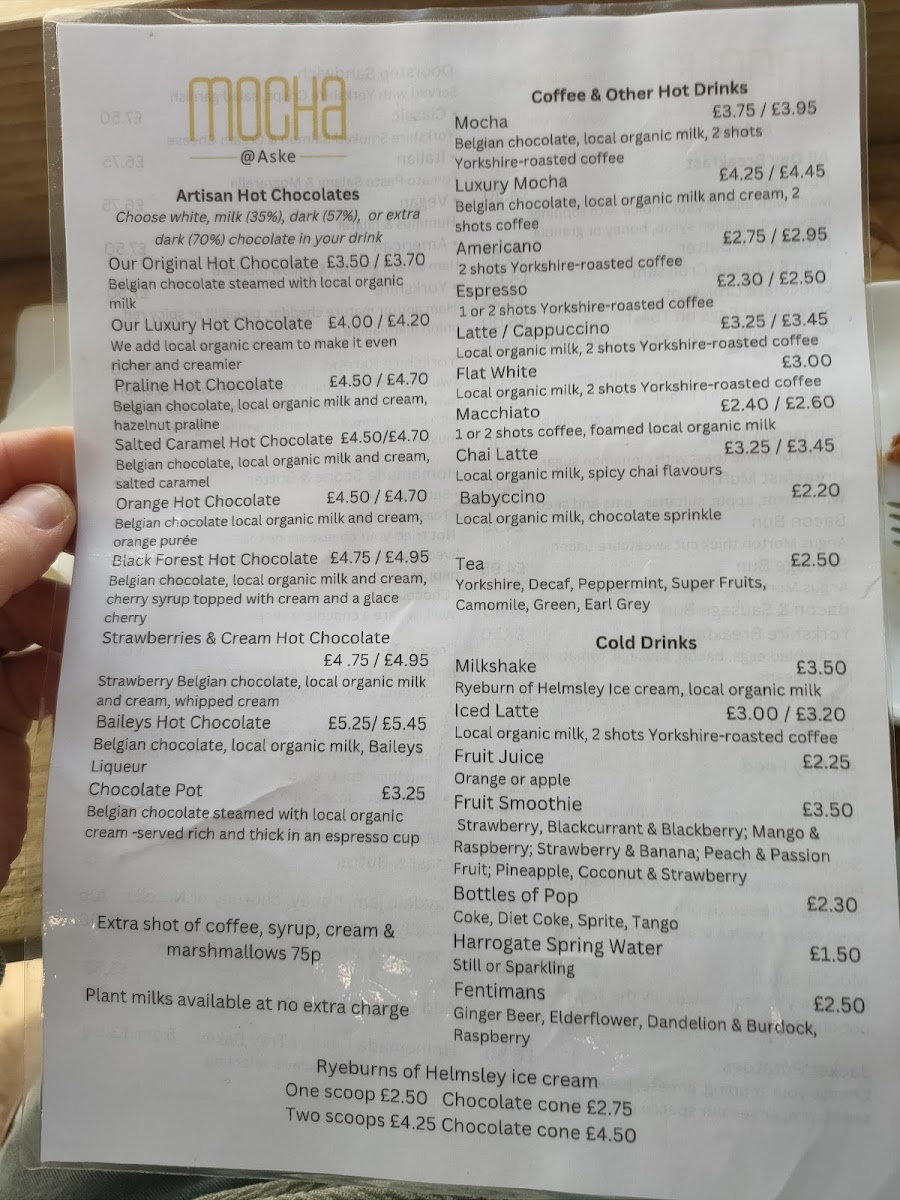 MOCHA
@Aske
Artisan Hot Chocolates
Choose white, milk (35%), dark (57%), or extra
dark (70%) chocolate in your drink
Our Original Hot Chocolate £3.50 / £3.70
Belgian chocolate steamed with local organic
milk
Our Luxury Hot Chocolate £4.00 / £4.20
We add local organic cream to make it even
richer and creamier
Praline Hot Chocolate £4.50 / £4.70
Belgian chocolate, local organic milk and cream,
hazelnut praline
Salted Caramel Hot Chocolate £4.50/£4.70
Belgian chocolate, local organic milk and cream,
salted caramel
Orange Hot Chocolate £4.50 / £4.70
Belgian chocolate local organic milk and cream,
orange purée
Black Forest Hot Chocolate £4.75 / £4.95
Belgian chocolate, local organic milk and cream,
cherry syrup topped with cream and a glace
cherry
Strawberries & Cream Hot Chocolate
£4 .75 / £4.95
Strawberry Belgian chocolate, local organic milk
and cream, whipped cream
Baileys Hot Chocolate £5.25/ £5.45
Belgian chocolate, local organic milk, Baileys
Liqueur
Chocolate Pot £3.25
Belgian chocolate steamed with local organic
cream -served rich and thick in an espresso cup
Extra shot of coffee, syrup, cream &
marshmallows 75p
Plant milks available at no extra charge
Coffee & Other Hot Drinks
Mocha £3.75 / £3.95
Belgian chocolate, local organic milk, 2 shots
Yorkshire-roasted coffee
Luxury Mocha £4.25 / £4.45
Belgian chocolate, local organic milk and cream, 2
shots coffee
Americano £2.75 / £2.95
2 shots Yorkshire-roasted coffee
Espresso £2.30 / £2.50
1 or 2 shots Yorkshire-roasted coffee
Latte / Cappuccino £3.25 / £3.45
Local organic milk, 2 shots Yorkshire-roasted coffee
Flat White £3.00
Local organic milk, 2 shots Yorkshire-roasted coffee
Macchiato £2.40 / £2.60
1 or 2 shots coffee, foamed local organic milk
Chai Latte £3.25 / £3.45
Local organic milk, spicy chai flavours
Babyccino £2.20
Local organic milk, chocolate sprinkle
Tea £2.50
Yorkshire, Decaf, Peppermint, Super Fruits,
Camomile, Green, Earl Grey
Cold Drinks
Milkshake £3.50
Ryeburn of Helmsley Ice cream, local organic milk
Iced Latte £3.00 / £3.20
Local organic milk, 2 shots Yorkshire-roasted coffee
Fruit Juice £2.25
Orange or apple
Fruit Smoothie £3.50
Strawberry, Blackcurrant & Blackberry; Mango &
Raspberry; Strawberry & Banana; Peach & Passion
Fruit; Pineapple, Coconut & Strawberry
Bottles of Pop £2.30
Coke, Diet Coke, Sprite, Tango
Harrogate Spring Water £1.50
Still or Sparkling
Fentimans £2.50
Ginger Beer, Elderflower, Dandelion & Burdock,
Raspberry
Ryeburns of Helmsley ice cream
One scoop £2.50 Chocolate cone £2.75
Two scoops £4.25 Chocolate cone £4.50